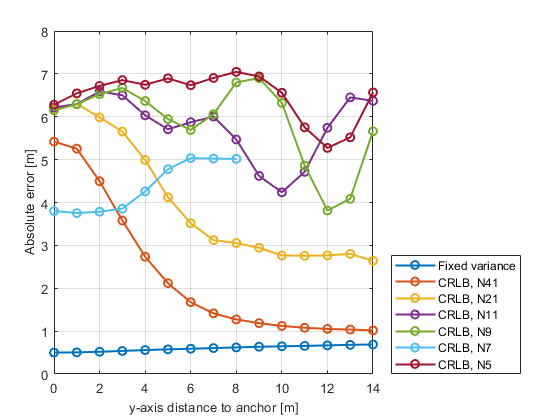 8
7
6
5
4
3
2
1
0
Absolute error [m]
0 2 4 6 8 10 12 14
y-axis distance to anchor [m]
Fixed variance
CRLB, N41
CRLB, N21
CRLB, N11
CRLB, N9
CRLB, N7
CRLB, N5